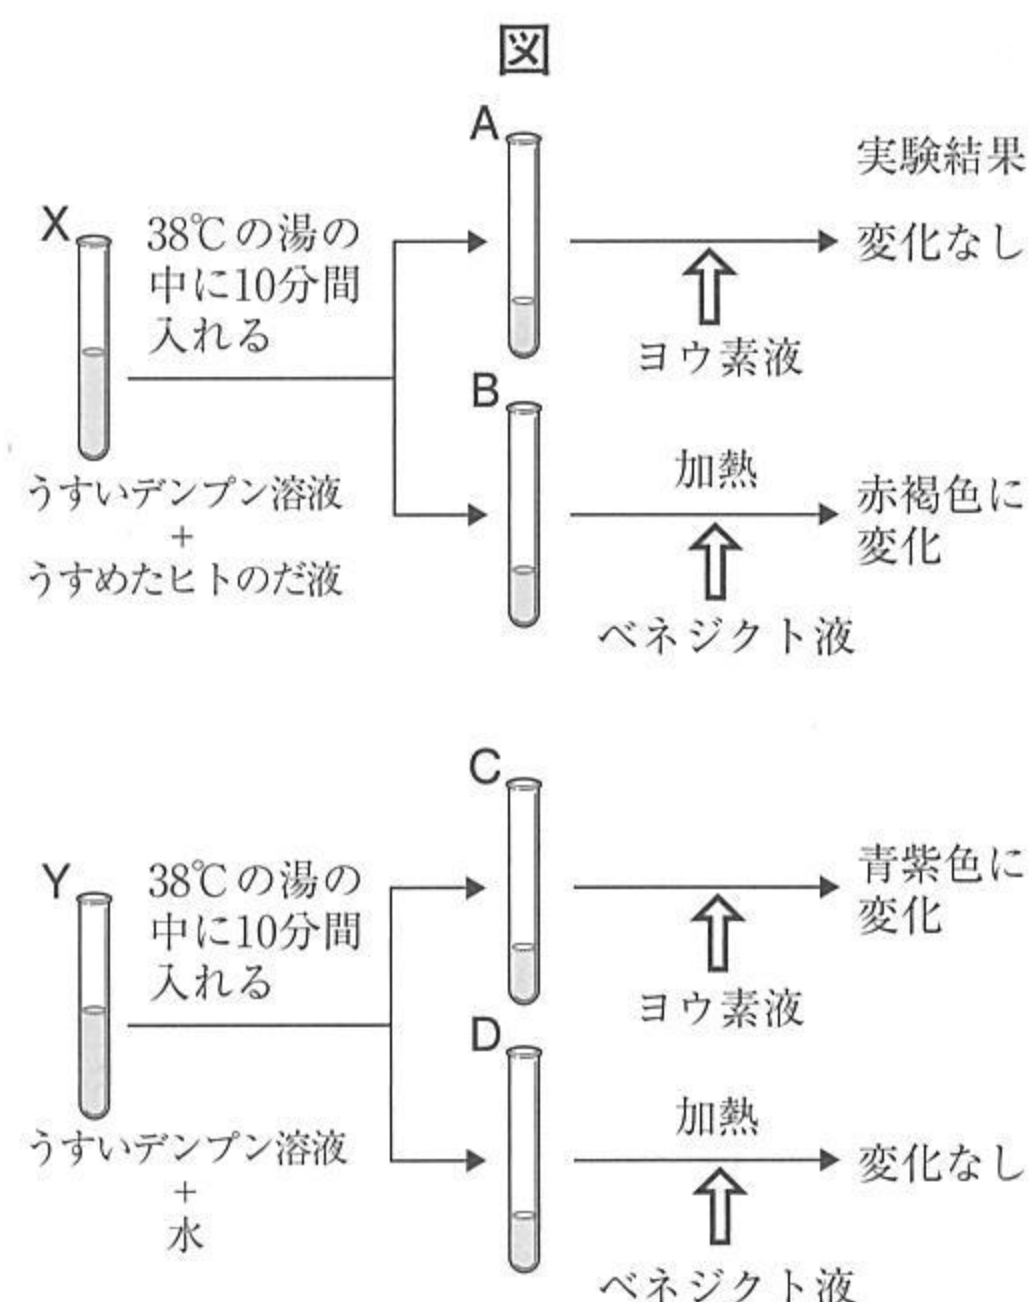 図
A
実験結果
X
38℃の湯の
中に10分間
入れる
変化なし
ヨウ素液
B
加熱
赤褐色に
変化
うすいデンプン溶液
+
うすめたヒトのだ液
ベネジクト液
C
Y
38℃の湯の
中に10分間
入れる
青紫色に
変化
ヨウ素液
D
加熱
変化なし
うすいデンプン溶液
+
水
ベネジクト液